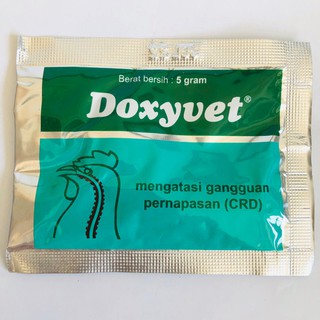 Berat bersih : 5 gram
Doxyvet®
mengatasi gangguan
pernapasan (CRD)